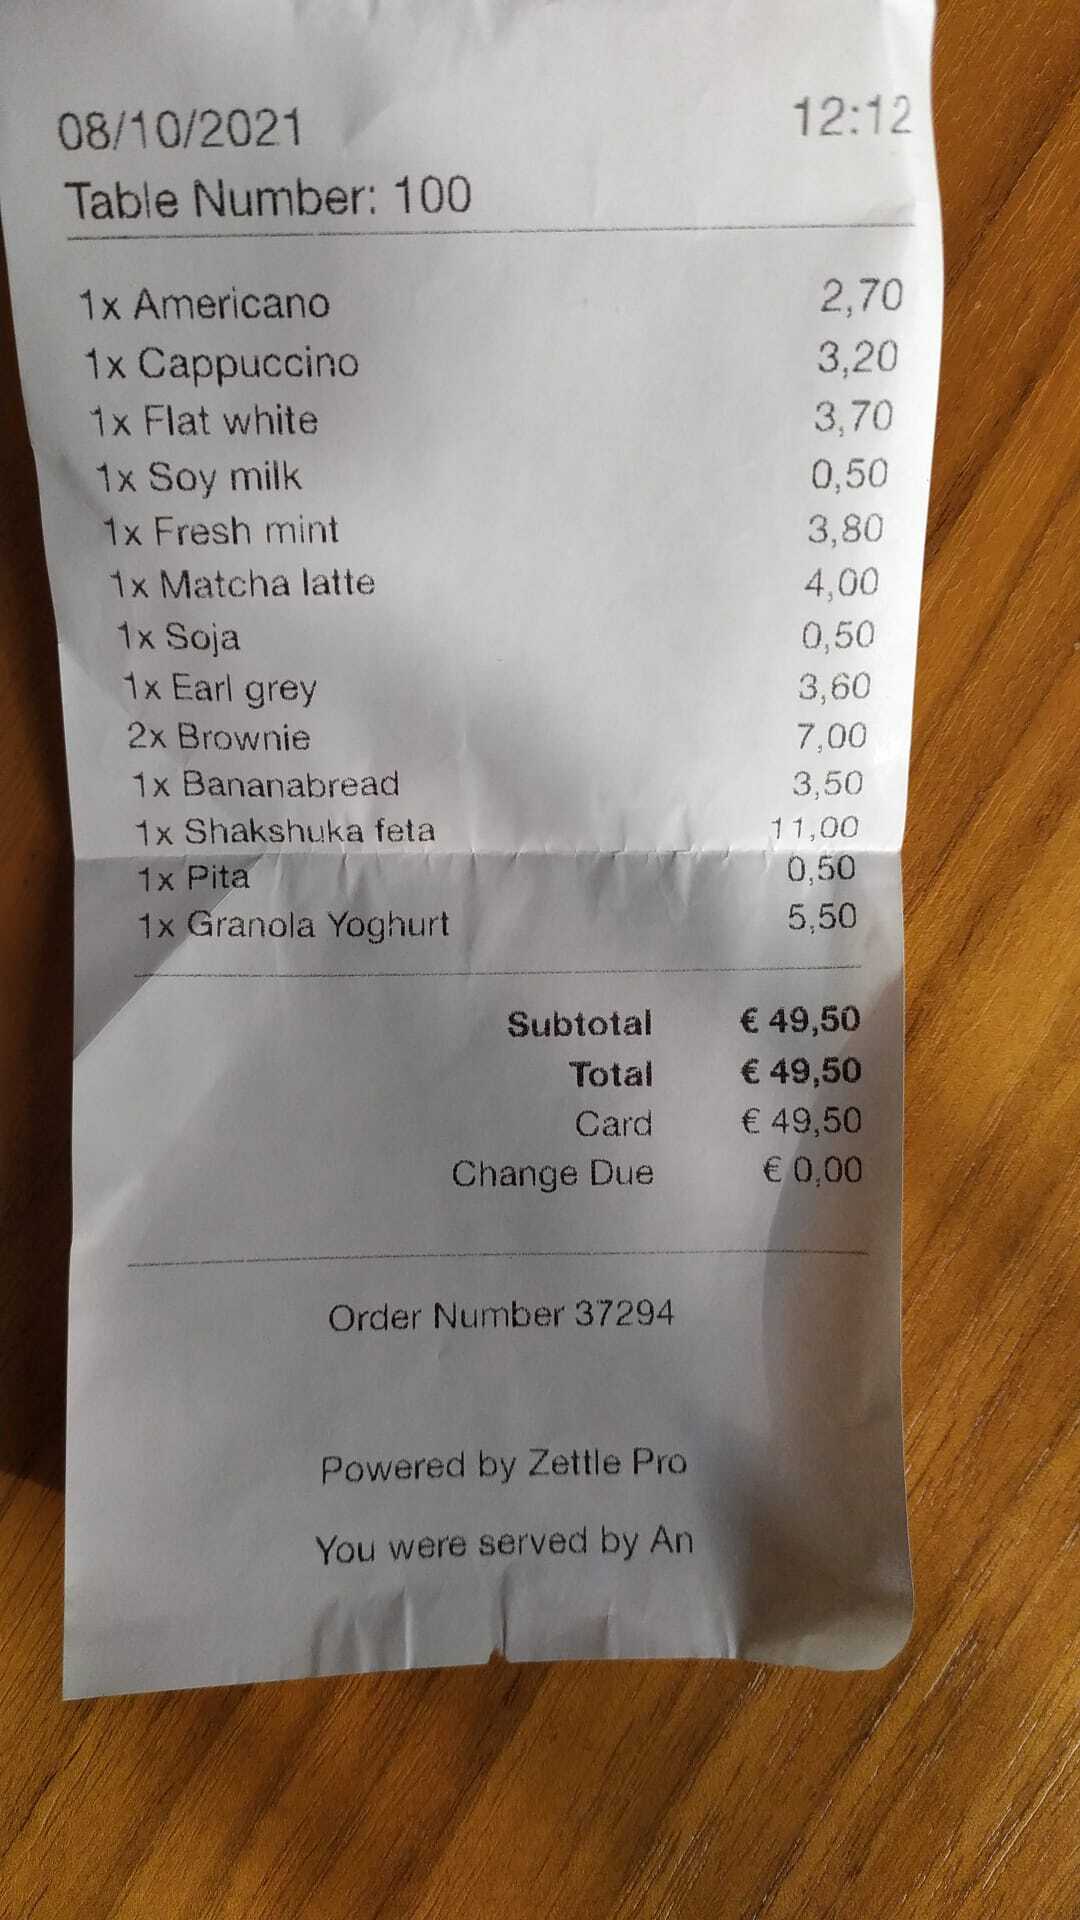 08/10/2021 12:12
Table Number: 100
1x Americano 2,70
1x Cappuccino 3,20
1x Flat white 3,70
1x Soy milk 0,50
1x Fresh mint 3,80
1x Matcha latte 4,00
1x Soja 0,50
1x Earl grey 3,60
2x Brownie 7,00
1x Bananabread 3,50
1x Shakshuka feta 11,00
1x Pita 0,50
1x Granola Yoghurt 5,50
Subtotal € 49,50
Total € 49,50
Card € 49,50
Change Due € 0,00
Order Number 37294
Powered by Zettle Pro
You were served by An